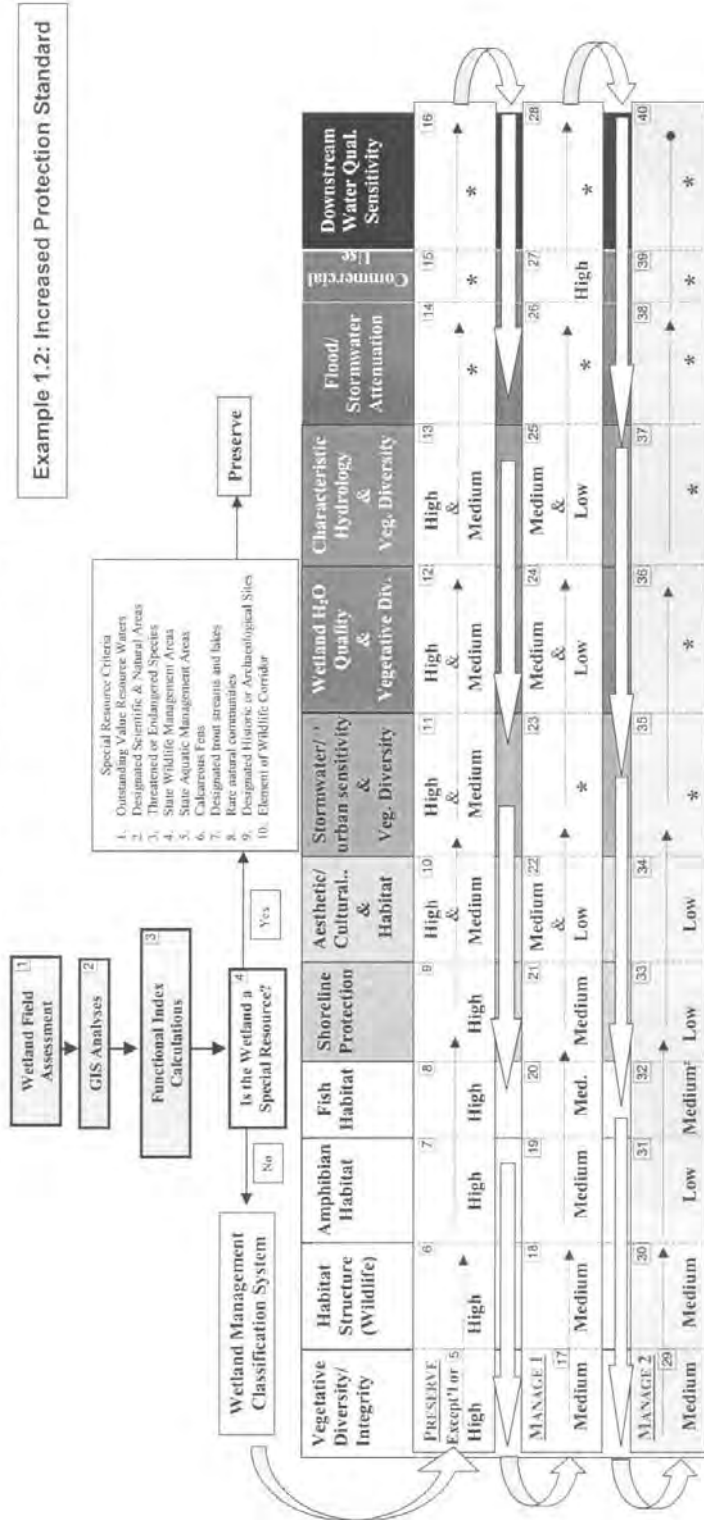 Example 1.2: Increased Protection Standard
1
Wetland Field
Assessment
2
GIS Analyses
3
Functional Index
Calculations
4
Is the Wetland a
Special Resource?
No
Yes
Wetland Management
Classification System
Special Resource Criteria
1. Outstanding Value Resource Waters
2. Designated Scientific & Natural Areas
3. Threatened or Endangered Species
4. State Wildlife Management Areas
5. State Aquatic Management Areas
6. Calcareous Fens
7. Designated trout streams and lakes
8. Rare natural communities
9. Designated Historic or Archaeological Sites
10. Element of Wildlife Corridor
Preserve
Vegetative
Diversity/
Integrity
Habitat
Structure
(Wildlife)
Amphibian
Habitat
Fish
Habitat
Shoreline
Protection
Aesthetic/
Cultural..
&
Habitat
Stormwater/ ¹
urban sensitivity
&
Veg. Diversity
Wetland H₂O
Quality
&
Vegetative Div.
Characteristic
Hydrology
&
Veg. Diversity
Flood/
Stormwater
Attenuation
Commercial
Use
Downstream
Water Qual.
Sensitivity
PRESERVE
Except'l or 5
High
6
High
7
High
8
High
9
High
10
High
&
Medium
11
High
&
Medium
12
High
&
Medium
13
High
&
Medium
14
*
15
*
16
*
MANAGE 1
17
Medium
18
Medium
19
Medium
20
Med.
21
Medium
22
Medium
&
Low
23
*
24
Medium
&
Low
25
Medium
&
Low
26
*
27
High
28
*
MANAGE 2
29
Medium
30
Medium
31
Low
32
Medium²
33
Low
34
Low
35
*
36
*
37
*
38
*
39
*
40
*